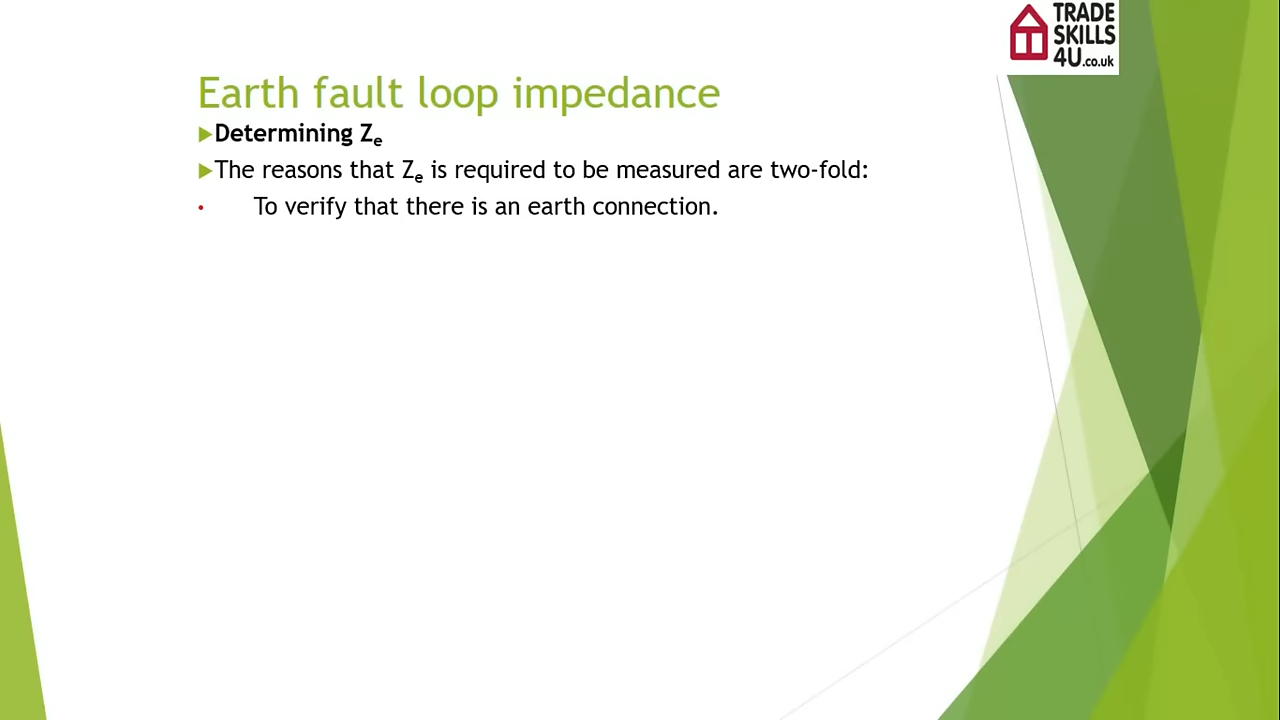 TRADE
SKILLS
4U.co.uk
Earth fault loop impedance
Determining Ze
The reasons that Ze is required to be measured are two-fold:
• To verify that there is an earth connection.